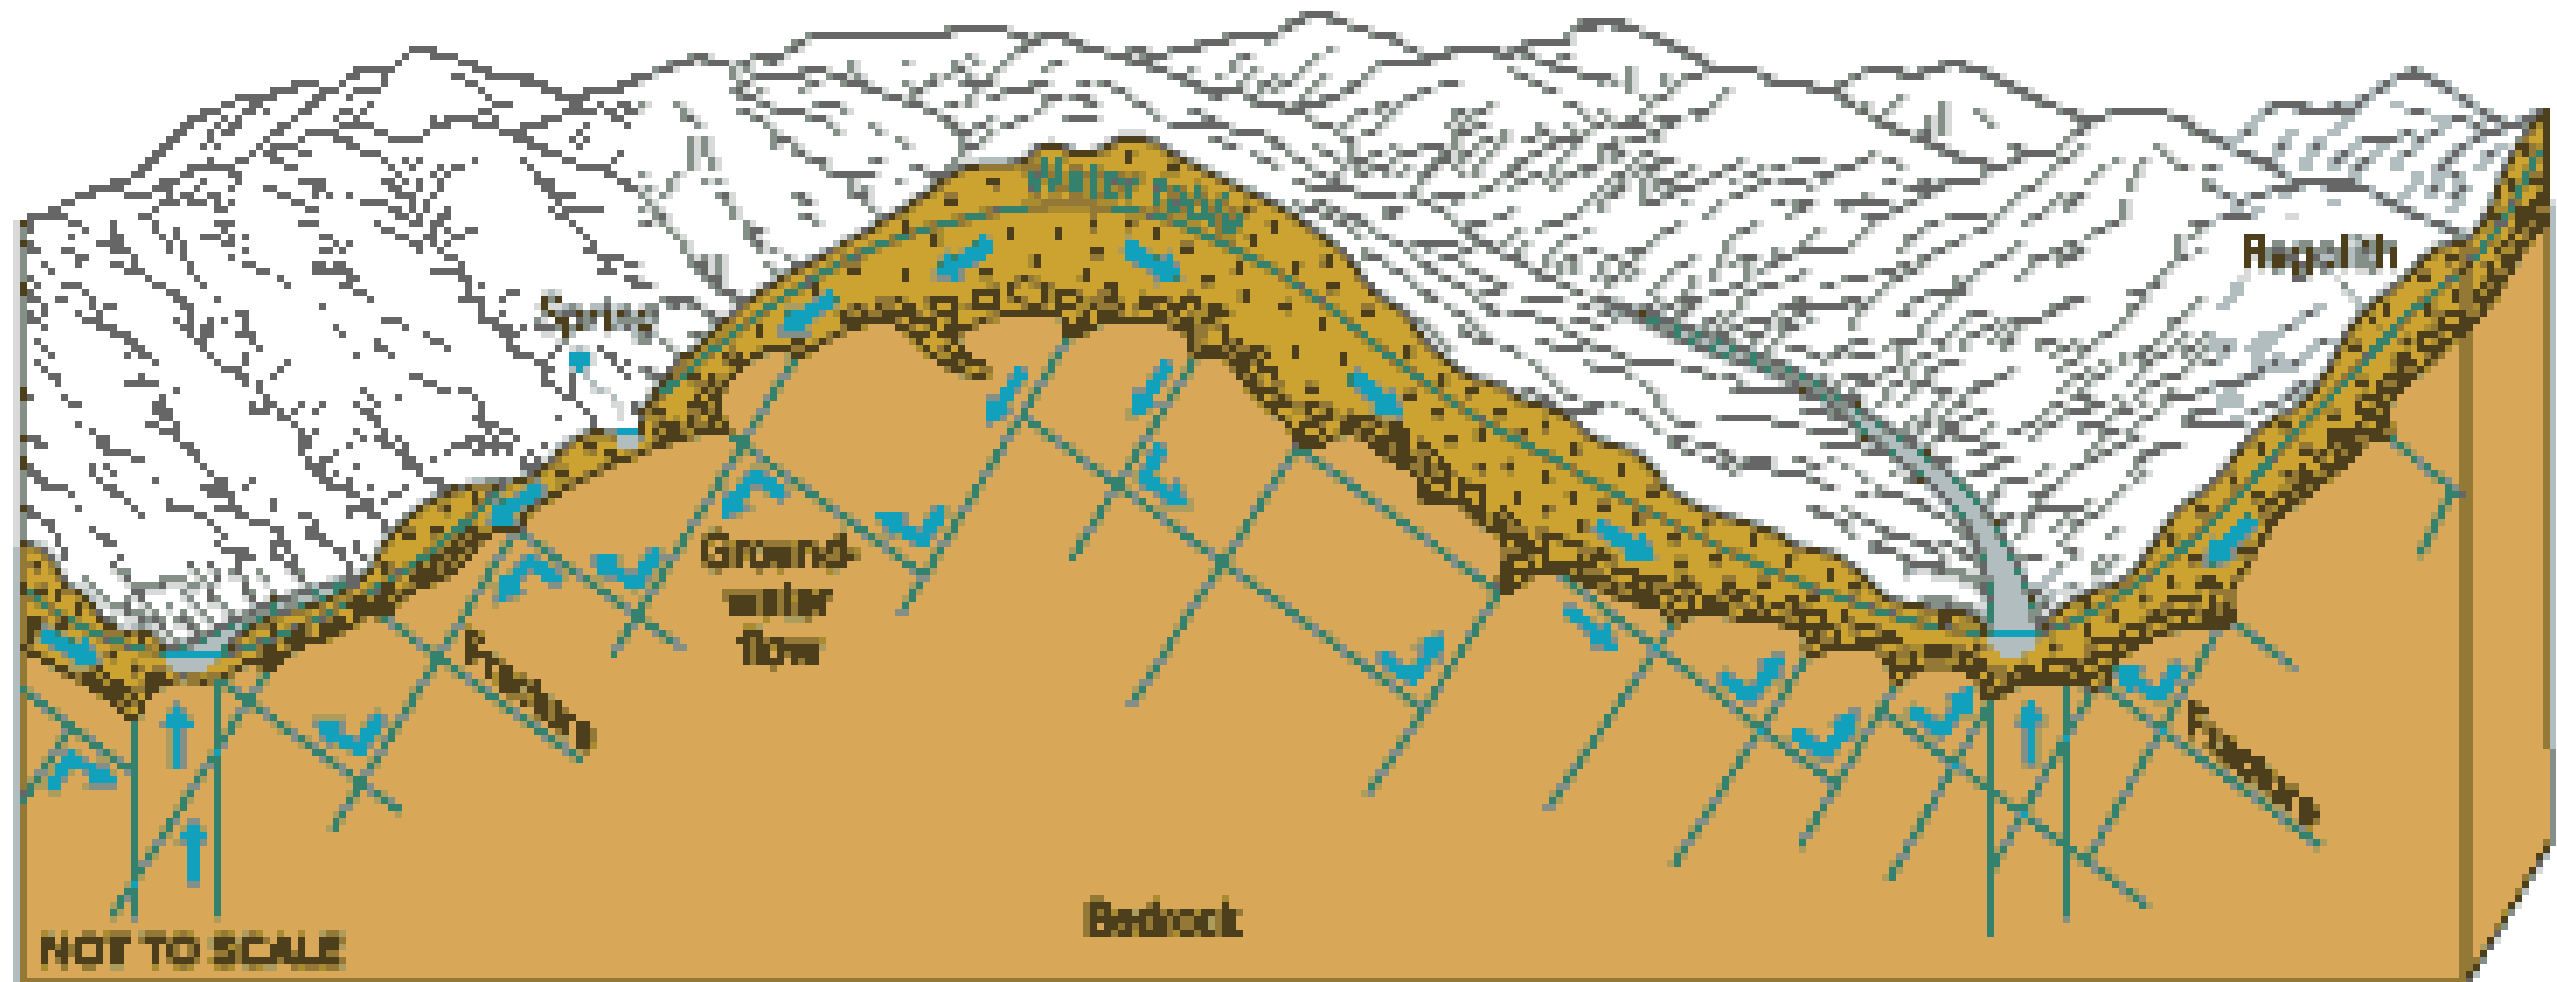 Water table
Regolith
Spring
Ground-
water
flow
Fracture
Fracture
Bedrock
NOT TO SCALE